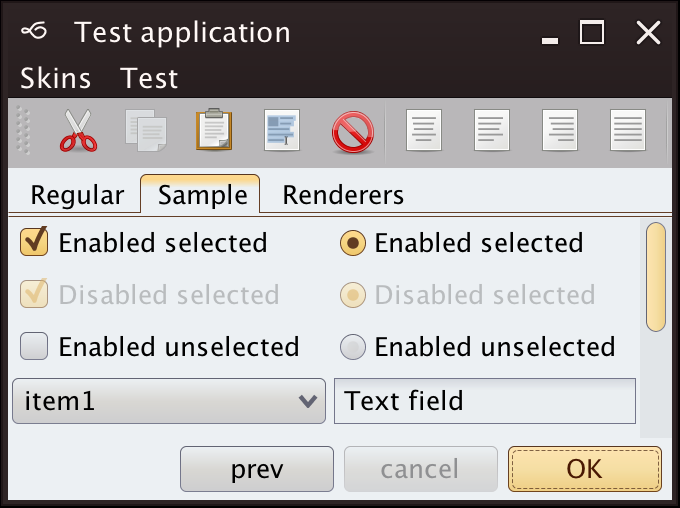 Test application
Skins Test
Regular Sample Renderers
Enabled selected Enabled selected
Disabled selected Disabled selected
Enabled unselected Enabled unselected
item1 Text field
prev cancel OK